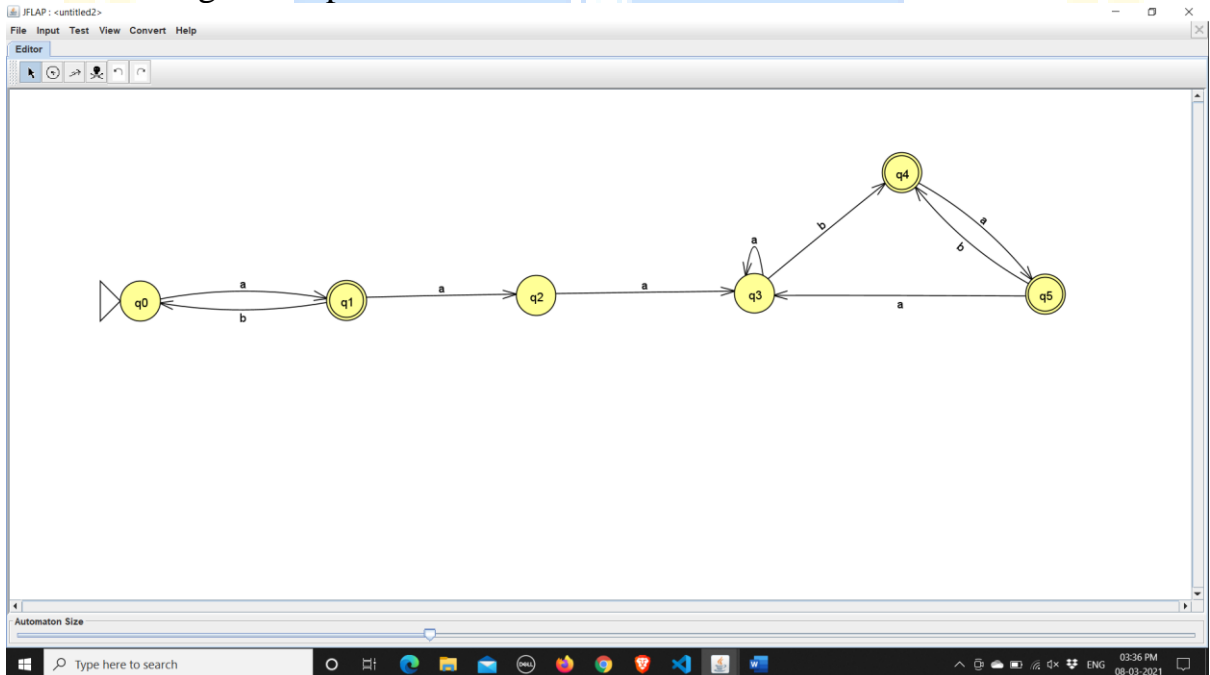 JFLAP : <untitled2>
File Input Test View Convert Help
Editor
q4
a
b
b
a
a
q0
q1
a
q2
a
q3
q5
b
a
Automaton Size
Type here to search
ENG
03:36 PM
08-03-2021